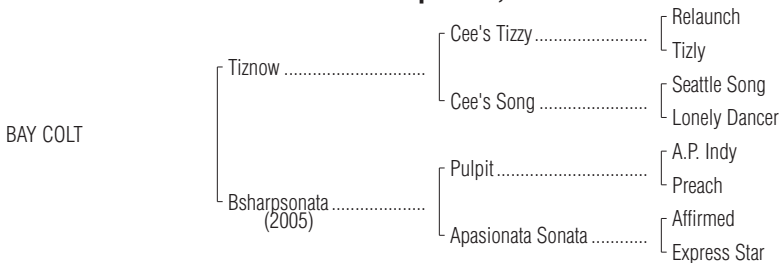 Relaunch
Cee's Tizzy
Tizly
Tiznow
Seattle Song
Cee's Song
Lonely Dancer
BAY COLT
A.P. Indy
Pulpit
Preach
Bsharpsonata
(2005)
Affirmed
Apasionata Sonata
Express Star